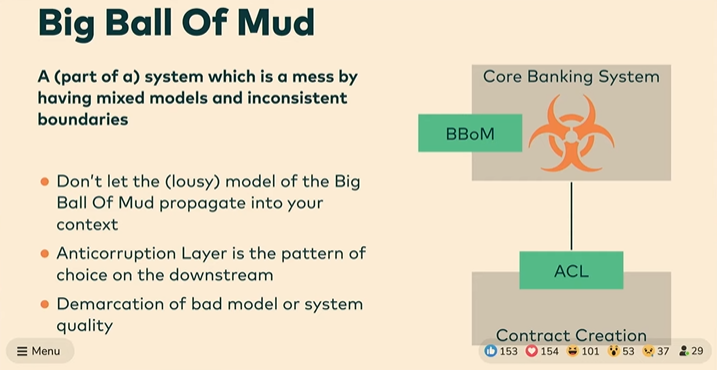 Big Ball Of Mud
A (part of a) system which is a mess by
having mixed models and inconsistent
boundaries
Don't let the (lousy) model of the Big
Ball Of Mud propagate into your
context
Anticorruption Layer is the pattern of
choice on the downstream
Demarcation of bad model or system
quality
Core Banking System
BBoM
ACL
Contract Creation
Menu
153 154 101 53 37 29